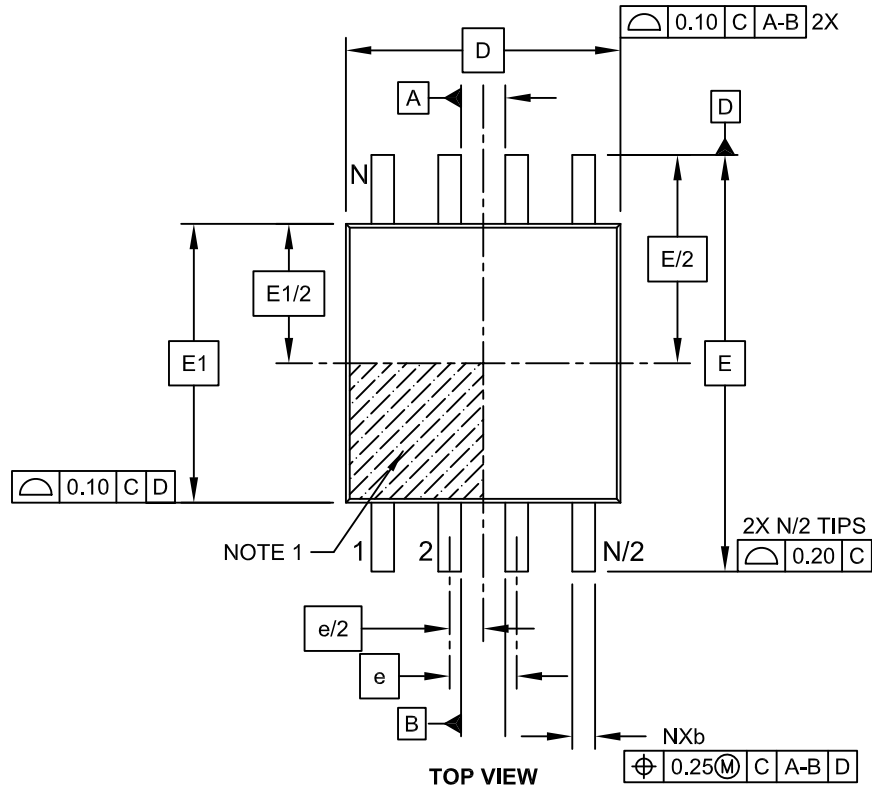 0.10 C A-B 2X
D
A
D
N
E/2
E1/2
E1
E
0.10 C D
NOTE 1
1
2
N/2
2X N/2 TIPS
0.20 C
e/2
e
B
NXb
0.25Ⓜ C A-B D
TOP VIEW